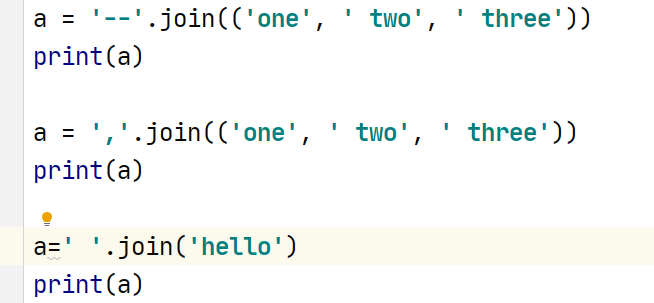 a = '--'.join(('one', ' two', ' three'))
print(a)
a = ','.join(('one', ' two', ' three'))
print(a)
a=' '.join('hello')
print(a)